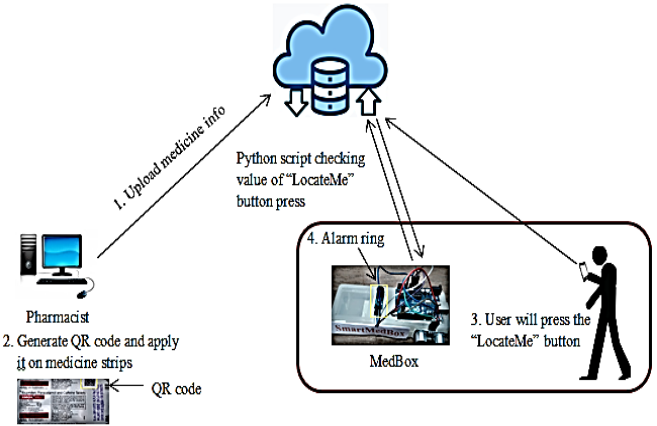 1. Upload medicine info
Python script checking
value of “LocateMe”
button press
4. Alarm ring
SmartMedBox
MedBox
3. User will press the
“LocateMe” button
Pharmacist
2. Generate QR code and apply
it on medicine strips
QR code